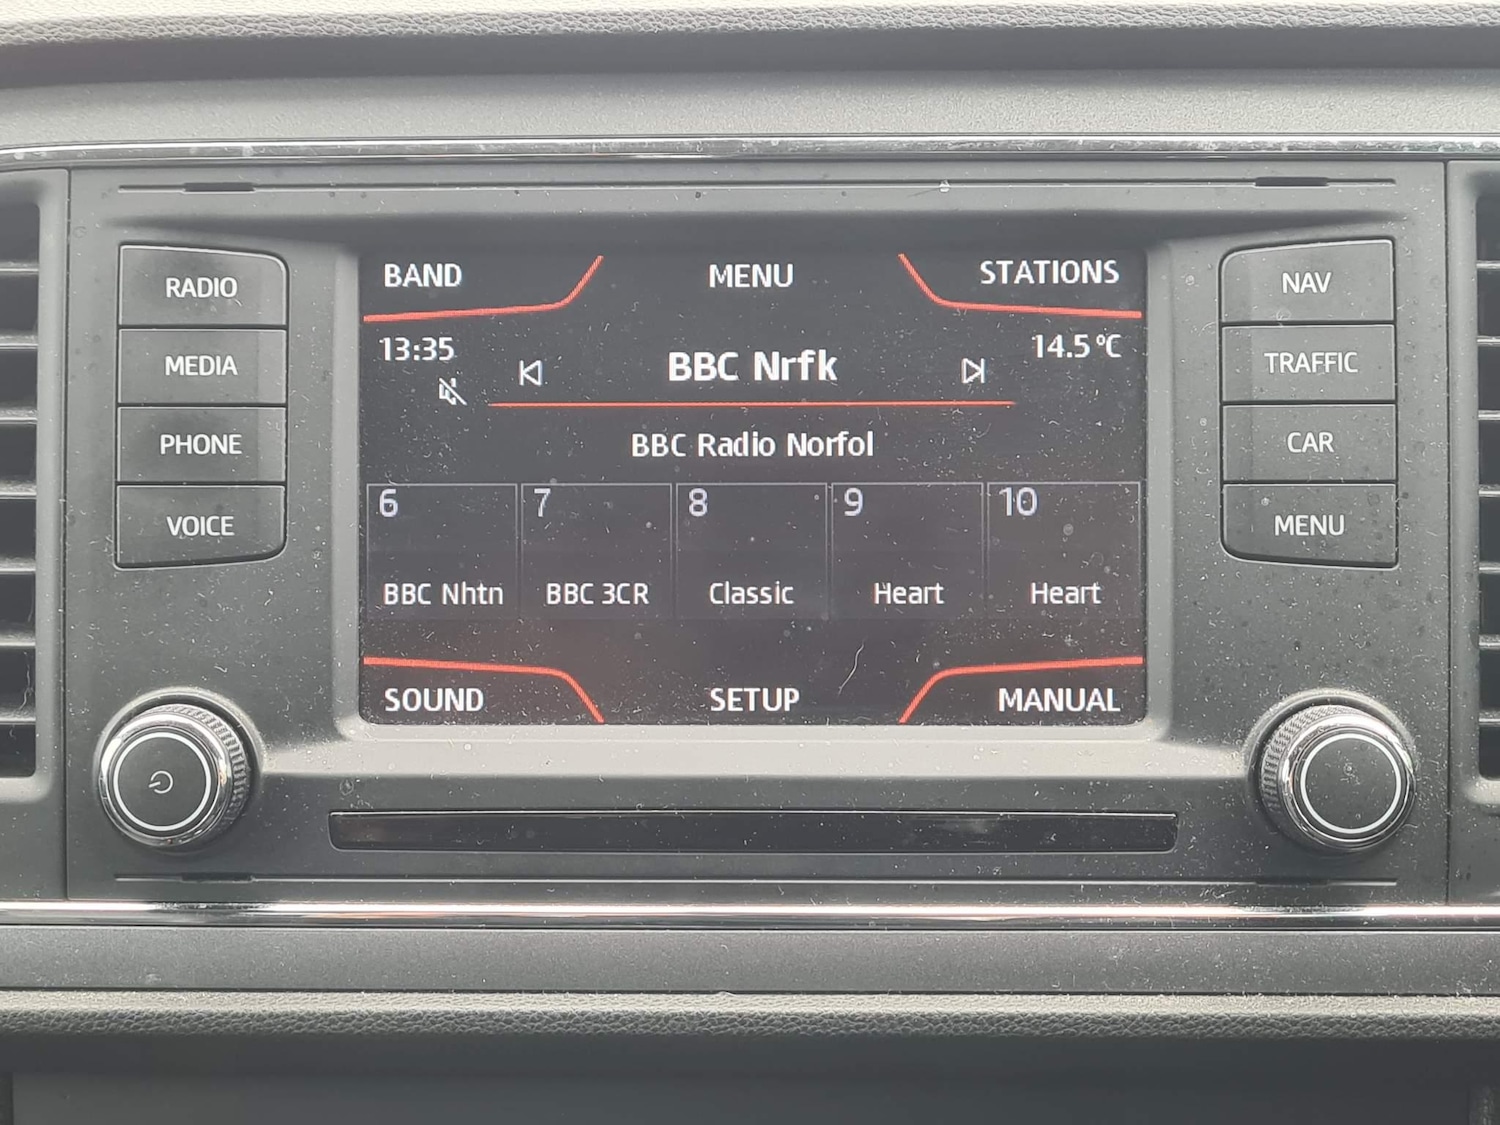 BAND MENU STATIONS
RADIO
NAV
13:35 BBC Nrfk 14.5°C
MEDIA
TRAFFIC
PHONE
BBC Radio Norfol
CAR
6 7 8 9 10
VOICE
MENU
BBC Nhtn BBC 3CR Classic Heart Heart
SOUND SETUP MANUAL